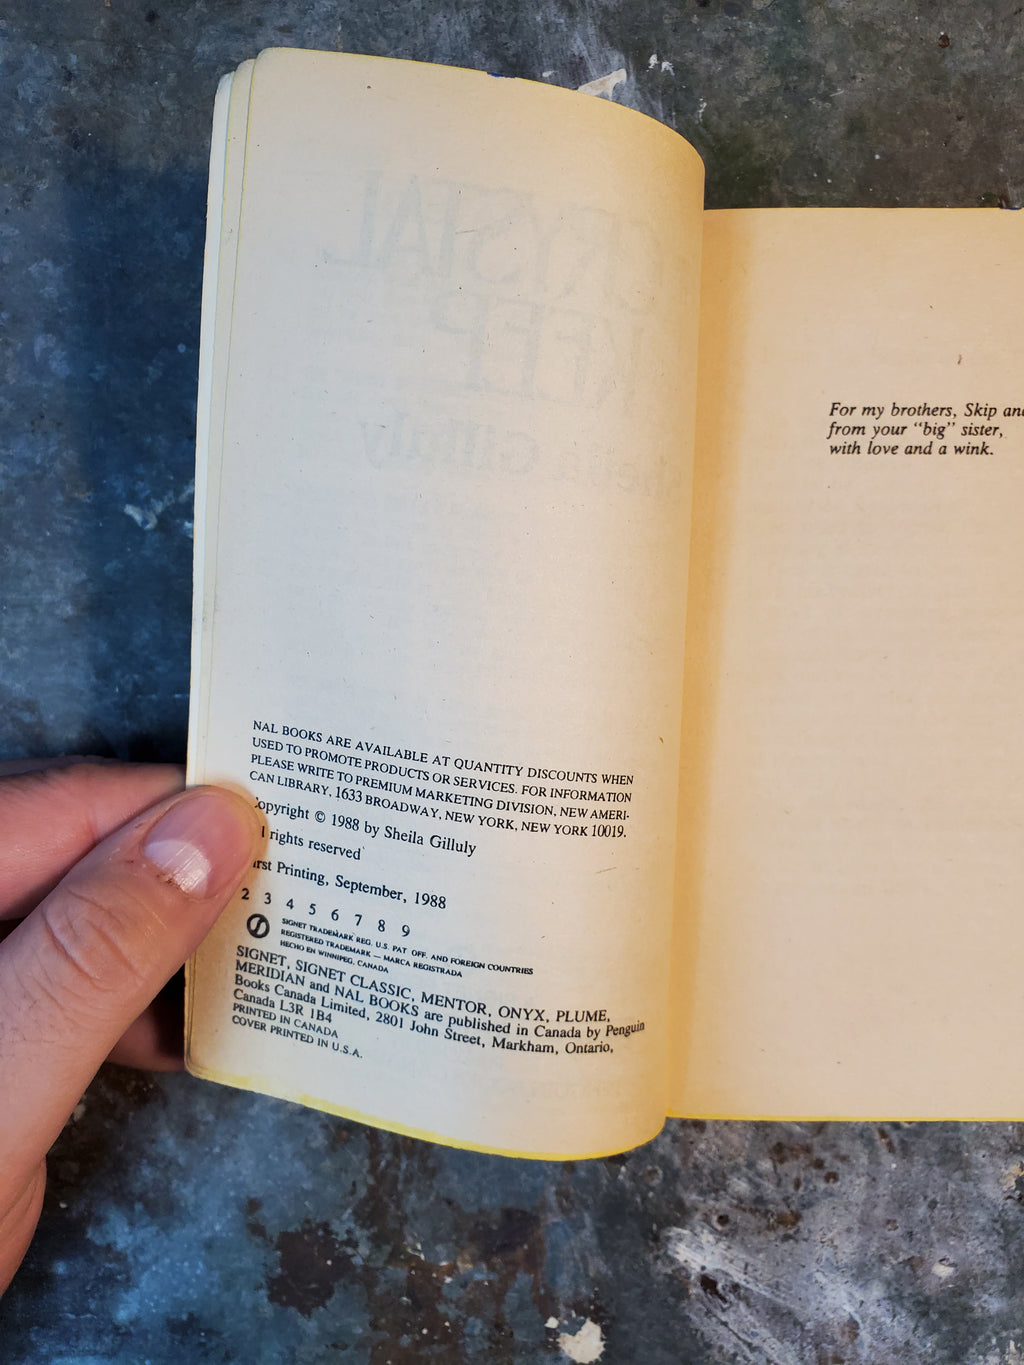 NAL BOOKS ARE AVAILABLE AT QUANTITY DISCOUNTS WHEN
USED TO PROMOTE PRODUCTS OR SERVICES. FOR INFORMATION
PLEASE WRITE TO PREMIUM MARKETING DIVISION, NEW AMERI-
CAN LIBRARY, 1633 BROADWAY, NEW YORK, NEW YORK 10019.
opyright © 1988 by Sheila Gilluly
l rights reserved
rst Printing, September, 1988
2 3 4 5 6 7 8 9
SIGNET TRADEMARK REG. U.S. PAT. OFF. AND FOREIGN COUNTRIES
REGISTERED TRADEMARK — MARCA REGISTRADA
HECHO EN WINNIPEG, CANADA
SIGNET, SIGNET CLASSIC, MENTOR, ONYX, PLUME,
MERIDIAN and NAL BOOKS are published in Canada by Penguin
Books Canada Limited, 2801 John Street, Markham, Ontario,
Canada L3R 1B4
PRINTED IN CANADA
COVER PRINTED IN U.S.A.
For my brothers, Skip and
from your "big" sister,
with love and a wink.